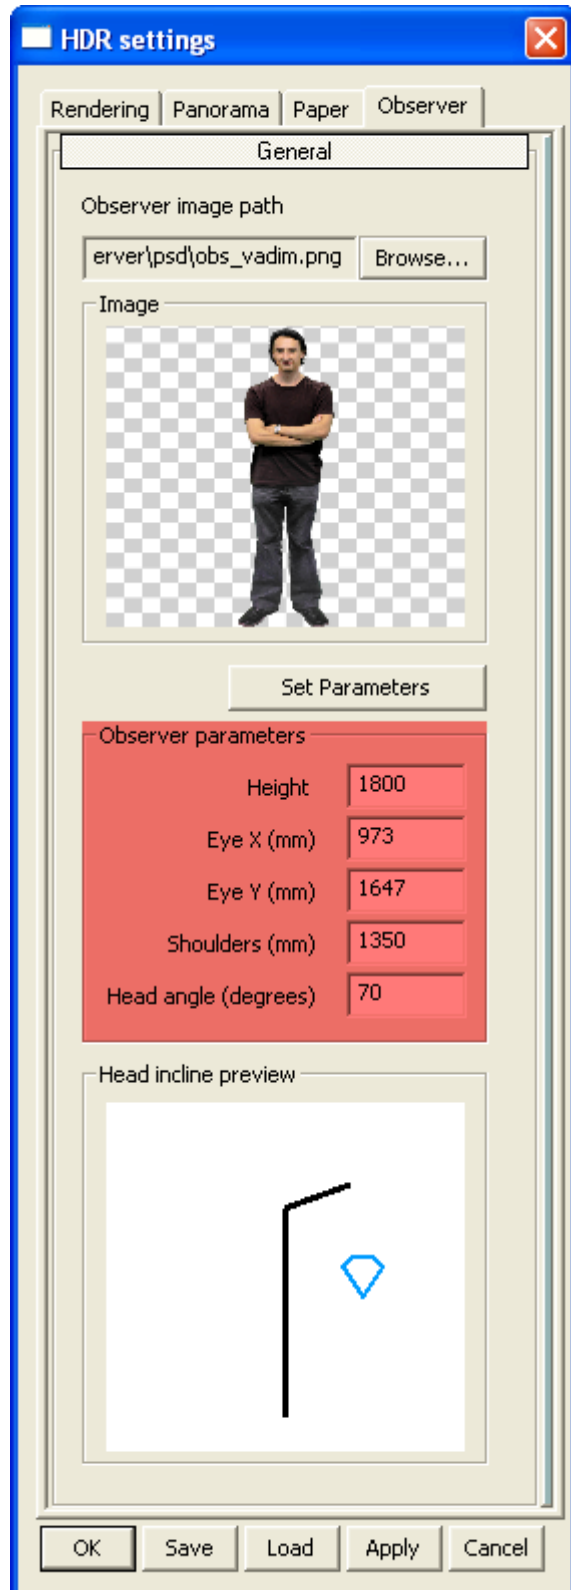 HDR settings
Rendering Panorama Paper Observer
General
Observer image path
erver\psd\obs_vadim.png Browse...
Image
Set Parameters
Observer parameters
Height 1800
Eye X (mm) 973
Eye Y (mm) 1647
Shoulders (mm) 1350
Head angle (degrees) 70
Head incline preview
OK Save Load Apply Cancel